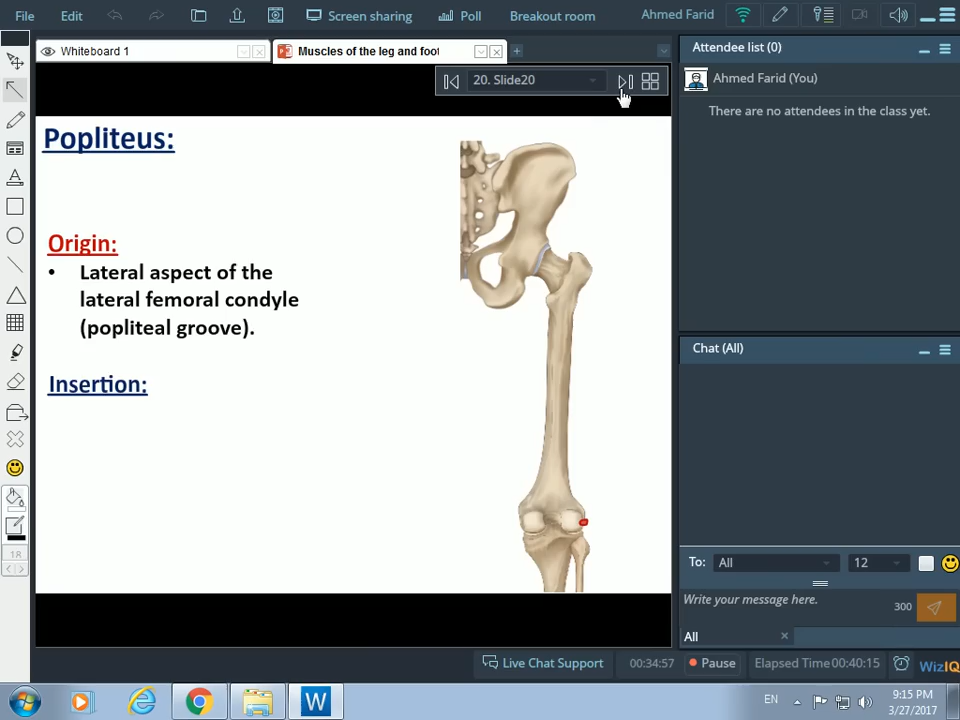 File Edit Screen sharing Poll Breakout room Ahmed Farid
Whiteboard 1 Muscles of the leg and foot
Attendee list (0)
20. Slide20
Ahmed Farid (You)
There are no attendees in the class yet.
Popliteus:
Origin:
• Lateral aspect of the
lateral femoral condyle
(popliteal groove).
Insertion:
Chat (All)
To: All 12
Write your message here. 300
All
Live Chat Support 00:34:57 Pause Elapsed Time 00:40:15 WizIQ
EN 9:15 PM
3/27/2017